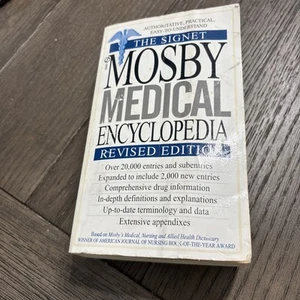 AUTHORITATIVE, PRACTICAL,
EASY-TO-UNDERSTAND
THE SIGNET
MOSBY
MEDICAL
ENCYCLOPEDIA
REVISED EDITION
Over 20,000 entries and subentries
Expanded to include 2,000 new entries
Comprehensive drug information
In-depth definitions and explanations
Up-to-date terminology and data
Extensive appendixes
Based on Mosby's Medical, Nursing and Allied Health Dictionary
WINNER OF AMERICAN JOURNAL OF NURSING BOOK-OF-THE-YEAR AWARD